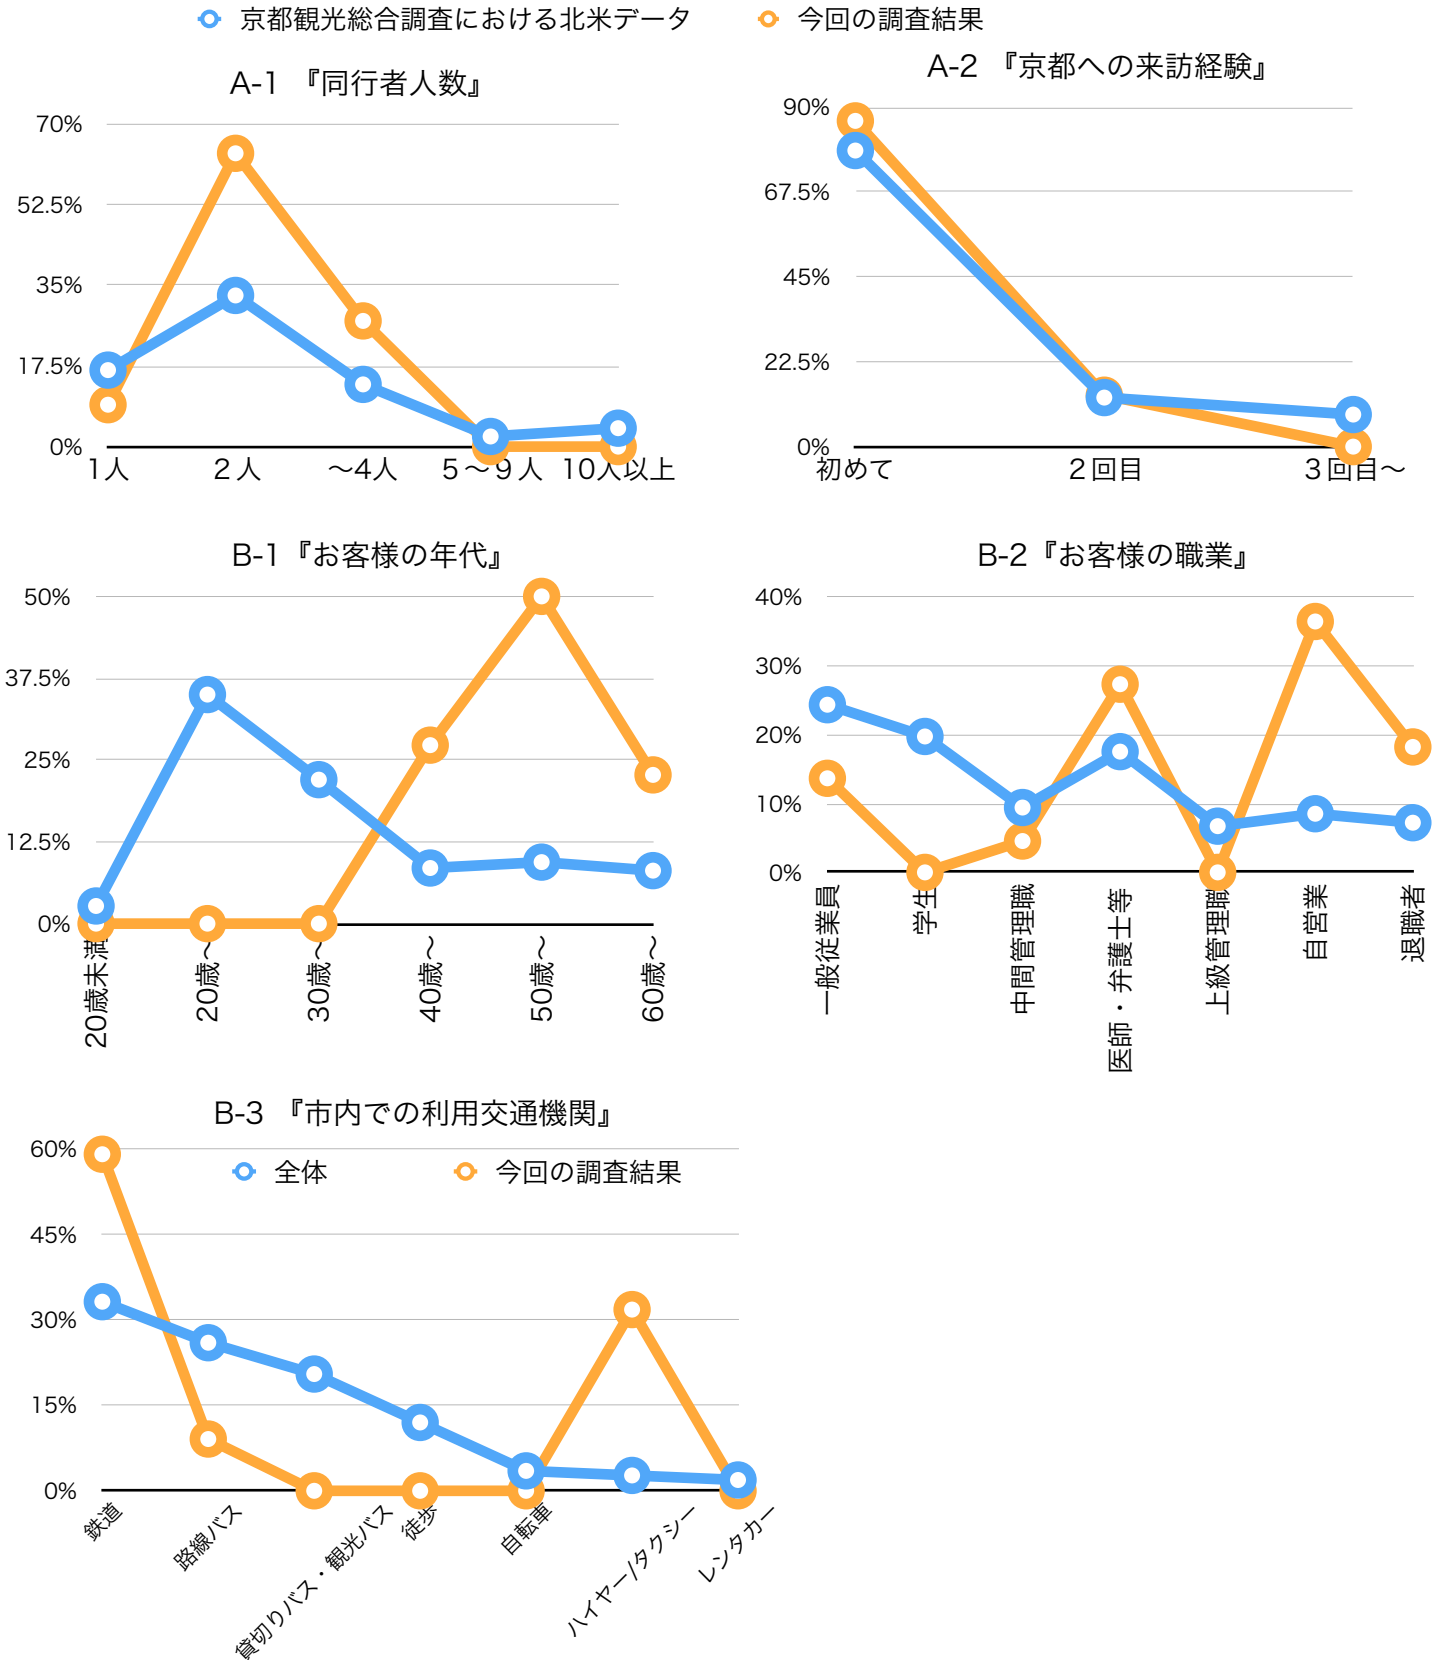 京都観光総合調査における北米データ 今回の調査結果
A-1 『同行者人数』
70%
52.5%
35%
17.5%
0%
1人 2人 〜4人 5〜9人 10人以上
A-2 『京都への来訪経験』
90%
67.5%
45%
22.5%
0%
初めて 2回目 3回目〜
B-1『お客様の年代』
50%
37.5%
25%
12.5%
0%
20歳未満 20歳〜 30歳〜 40歳〜 50歳〜 60歳〜
B-2『お客様の職業』
40%
30%
20%
10%
0%
一般従業員 学生 中間管理職 医師・弁護士等 上級管理職 自営業 退職者
B-3 『市内での利用交通機関』
全体 今回の調査結果
60%
45%
30%
15%
0%
鉄道 路線バス 貸切りバス・観光バス 徒歩 自転車 ハイヤー/タクシー レンタカー